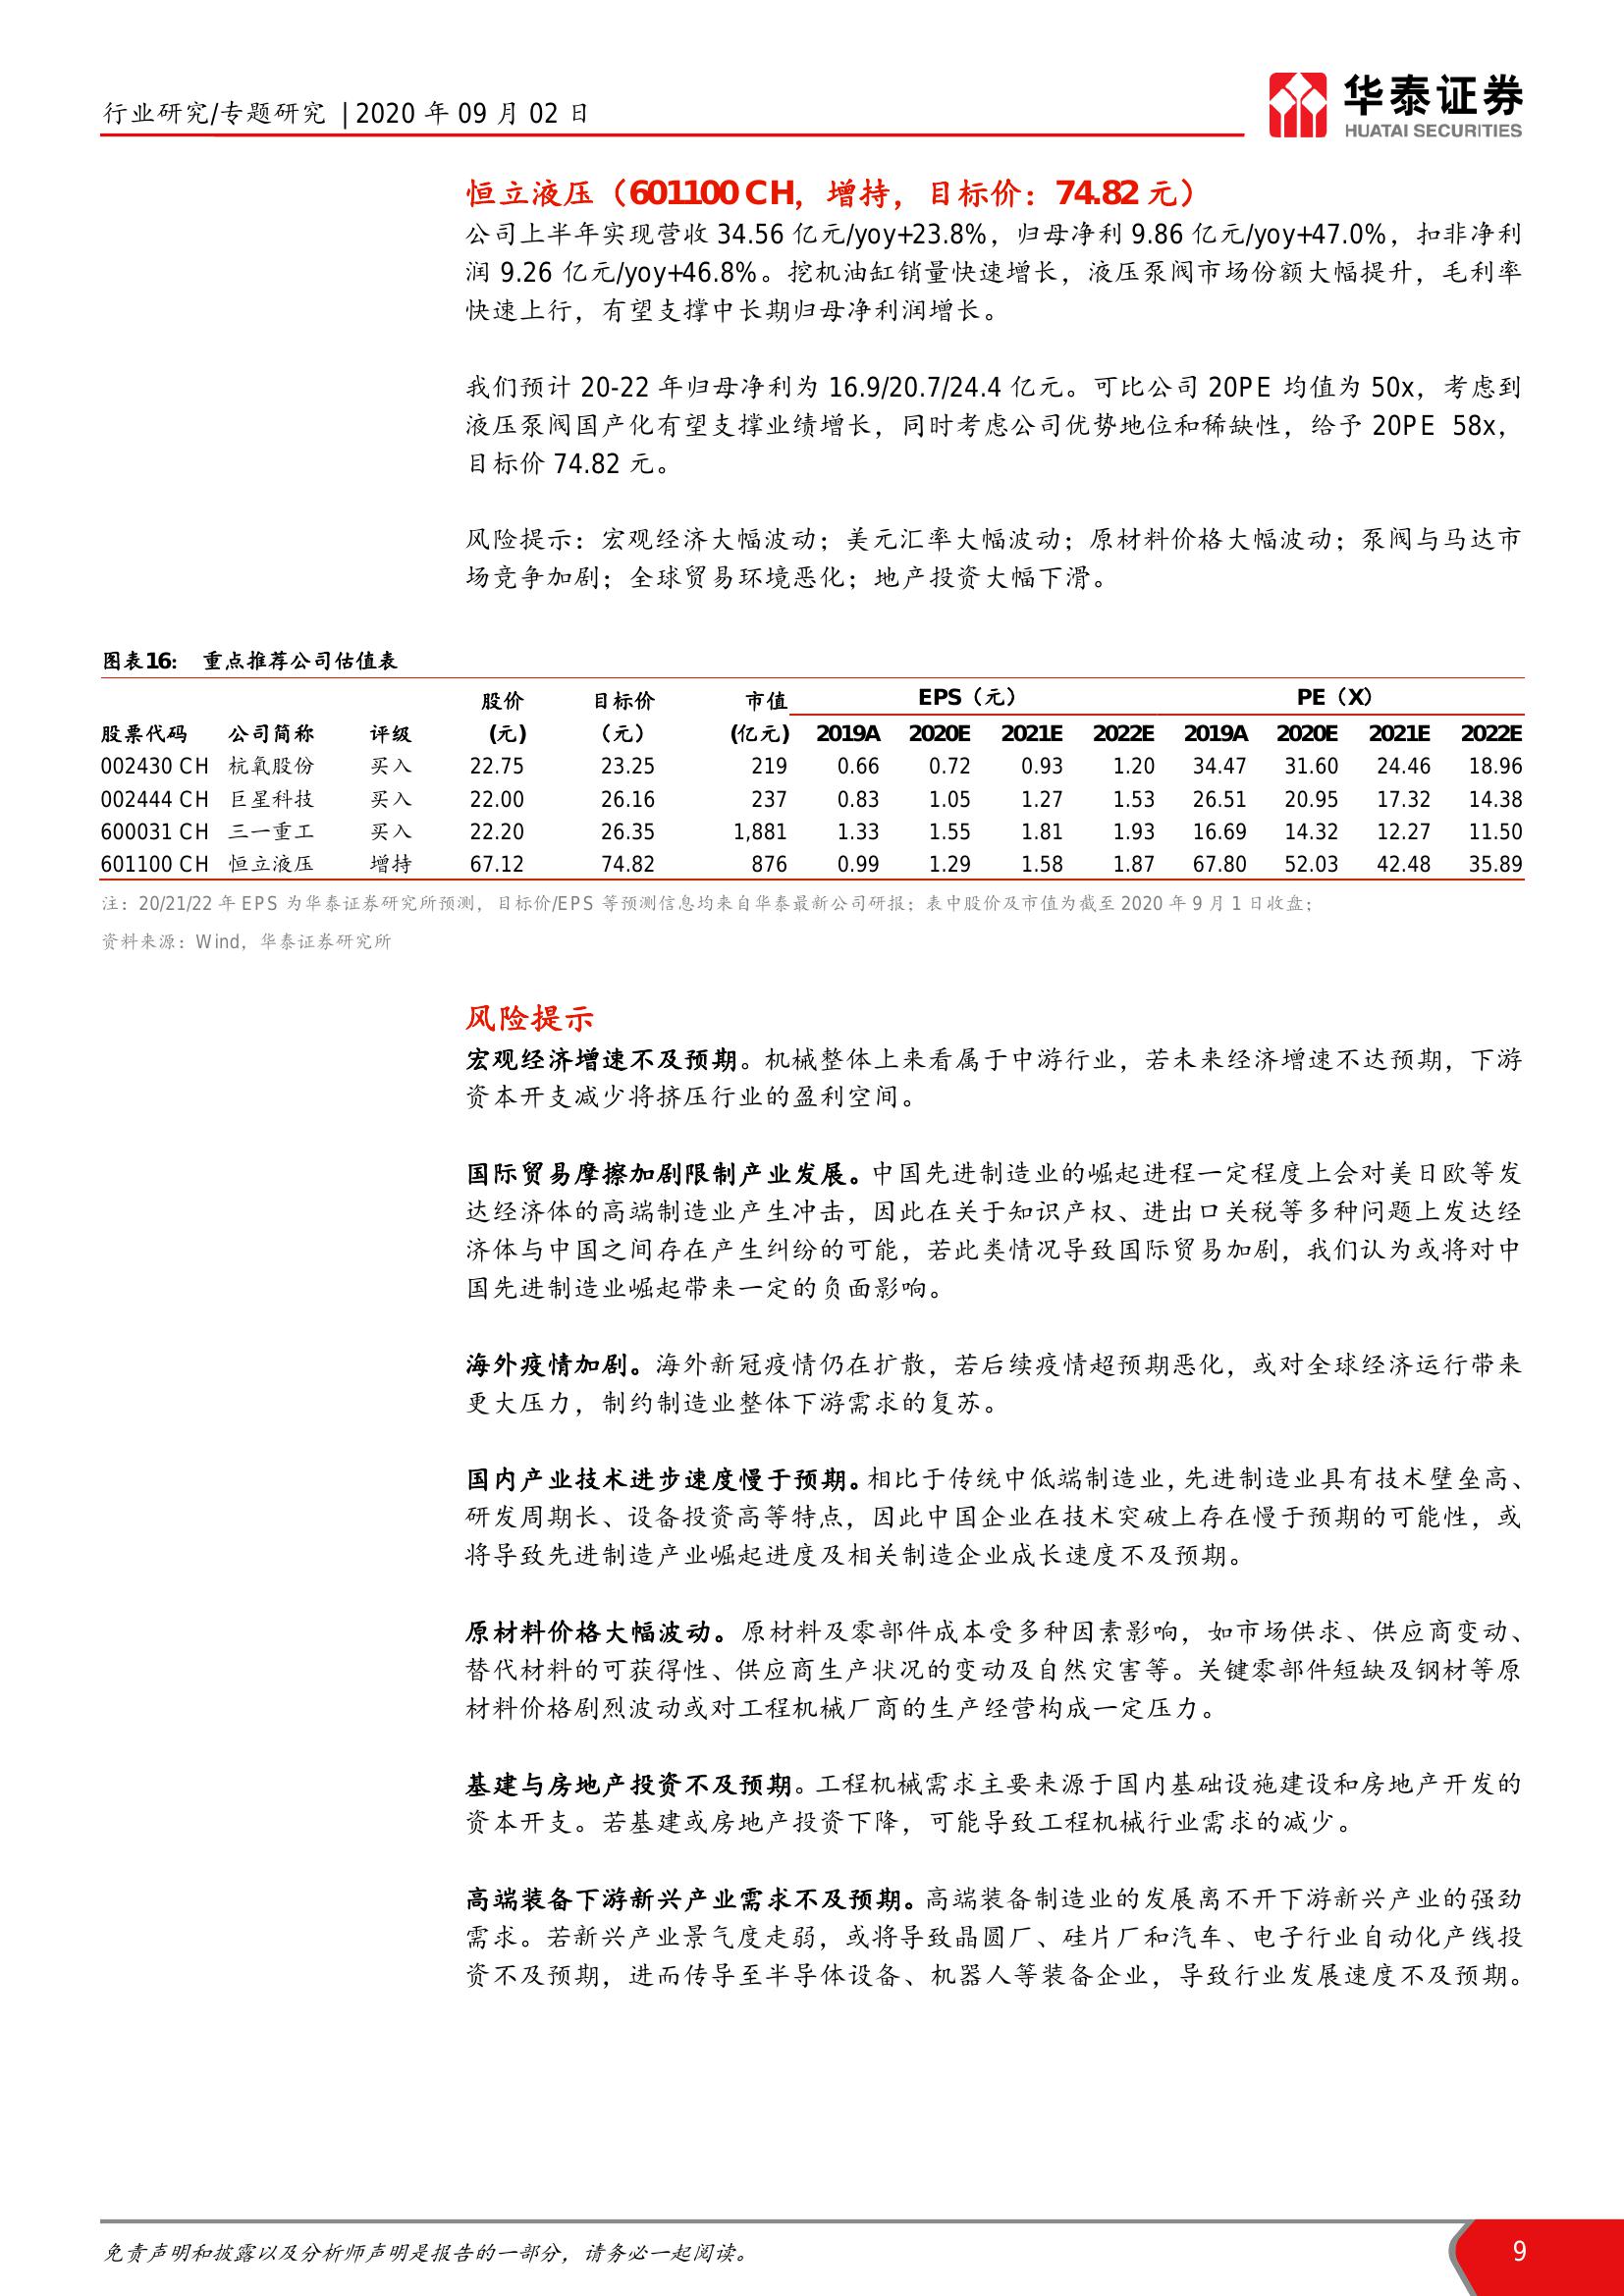 行业研究/专题研究 | 2020 年 09 月 02 日
华泰证券
HUATAI SECURITIES
恒立液压（601100 CH，增持，目标价：74.82 元）
公司上半年实现营收 34.56 亿元/yoy+23.8%，归母净利 9.86 亿元/yoy+47.0%，扣非净利
润 9.26 亿元/yoy+46.8%。挖机油缸销量快速增长，液压泵阀市场份额大幅提升，毛利率
快速上行，有望支撑中长期归母净利润增长。
我们预计 20-22 年归母净利为 16.9/20.7/24.4 亿元。可比公司 20PE 均值为 50x，考虑到
液压泵阀国产化有望支撑业绩增长，同时考虑公司优势地位和稀缺性，给予 20PE 58x，
目标价 74.82 元。
风险提示：宏观经济大幅波动；美元汇率大幅波动；原材料价格大幅波动；泵阀与马达市
场竞争加剧；全球贸易环境恶化；地产投资大幅下滑。
图表16： 重点推荐公司估值表
股价 目标价 市值 EPS（元） PE（X）
股票代码 公司简称 评级 (元) （元） (亿元) 2019A 2020E 2021E 2022E 2019A 2020E 2021E 2022E
002430 CH 杭氧股份 买入 22.75 23.25 219 0.66 0.72 0.93 1.20 34.47 31.60 24.46 18.96
002444 CH 巨星科技 买入 22.00 26.16 237 0.83 1.05 1.27 1.53 26.51 20.95 17.32 14.38
600031 CH 三一重工 买入 22.20 26.35 1,881 1.33 1.55 1.81 1.93 16.69 14.32 12.27 11.50
601100 CH 恒立液压 增持 67.12 74.82 876 0.99 1.29 1.58 1.87 67.80 52.03 42.48 35.89
注：20/21/22 年 EPS 为华泰证券研究所预测，目标价/EPS 等预测信息均来自华泰最新公司研报；表中股价及市值为截至 2020 年 9 月 1 日收盘；
资料来源：Wind，华泰证券研究所
风险提示
宏观经济增速不及预期。机械整体上来看属于中游行业，若未来经济增速不达预期，下游
资本开支减少将挤压行业的盈利空间。
国际贸易摩擦加剧限制产业发展。中国先进制造业的崛起进程一定程度上会对美日欧等发
达经济体的高端制造业产生冲击，因此在关于知识产权、进出口关税等多种问题上发达经
济体与中国之间存在产生纠纷的可能，若此类情况导致国际贸易加剧，我们认为或将对中
国先进制造业崛起带来一定的负面影响。
海外疫情加剧。海外新冠疫情仍在扩散，若后续疫情超预期恶化，或对全球经济运行带来
更大压力，制约制造业整体下游需求的复苏。
国内产业技术进步速度慢于预期。相比于传统中低端制造业，先进制造业具有技术壁垒高、
研发周期长、设备投资高等特点，因此中国企业在技术突破上存在慢于预期的可能性，或
将导致先进制造产业崛起进度及相关制造企业成长速度不及预期。
原材料价格大幅波动。原材料及零部件成本受多种因素影响，如市场供求、供应商变动、
替代材料的可获得性、供应商生产状况的变动及自然灾害等。关键零部件短缺及钢材等原
材料价格剧烈波动或对工程机械厂商的生产经营构成一定压力。
基建与房地产投资不及预期。工程机械需求主要来源于国内基础设施建设和房地产开发的
资本开支。若基建或房地产投资下降，可能导致工程机械行业需求的减少。
高端装备下游新兴产业需求不及预期。高端装备制造业的发展离不开下游新兴产业的强劲
需求。若新兴产业景气度走弱，或将导致晶圆厂、硅片厂和汽车、电子行业自动化产线投
资不及预期，进而传导至半导体设备、机器人等装备企业，导致行业发展速度不及预期。
免责声明和披露以及分析师声明是报告的一部分，请务必一起阅读。
9